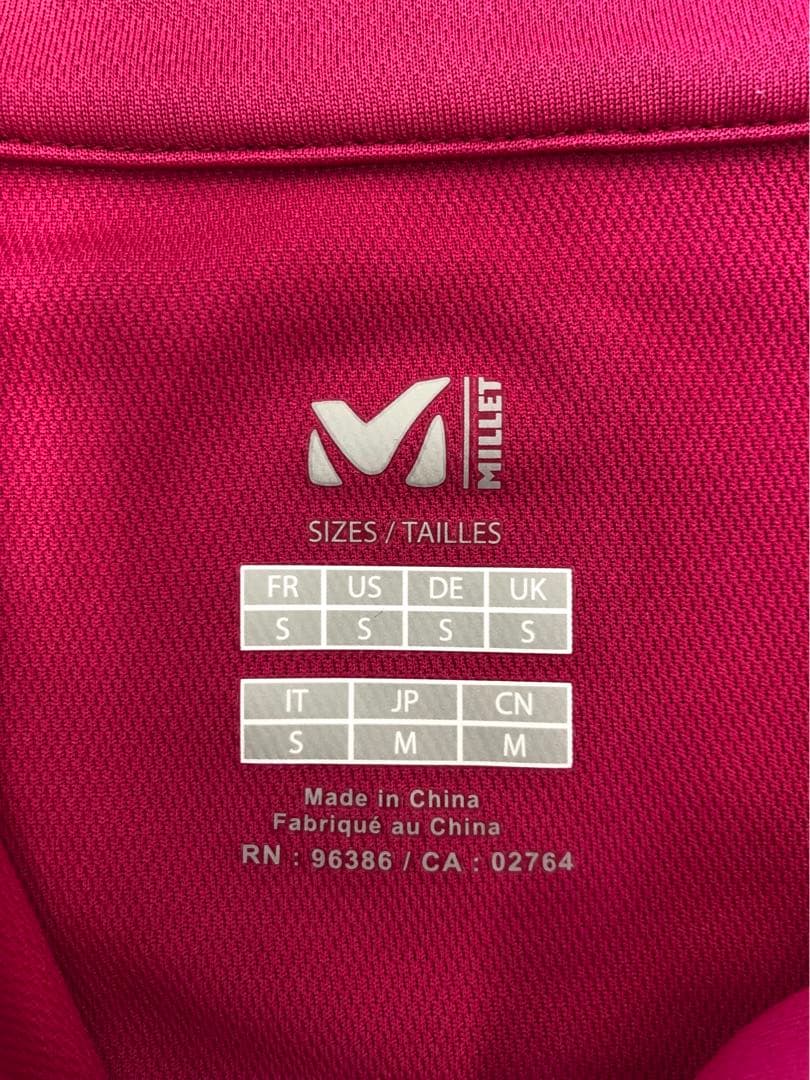 MILLET
SIZES / TAILLES
FR US DE UK
S S S S
IT JP CN
S M M
Made in China
Fabriqué au China
RN : 96386 / CA : 02764